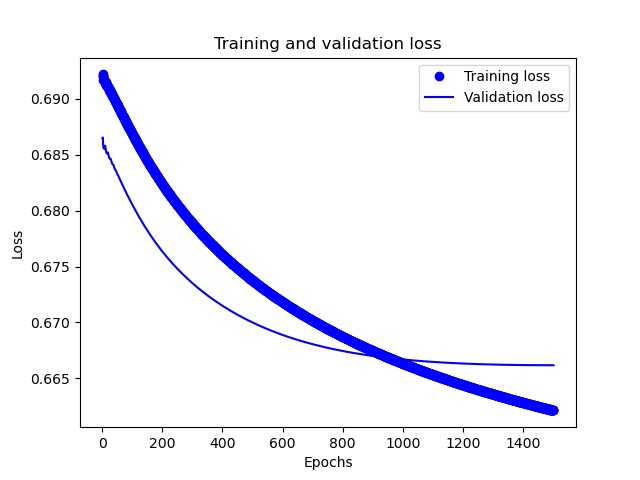 Training and validation loss
Training loss
Validation loss
0.690
0.685
0.680
0.675
0.670
0.665
Loss
0 200 400 600 800 1000 1200 1400
Epochs